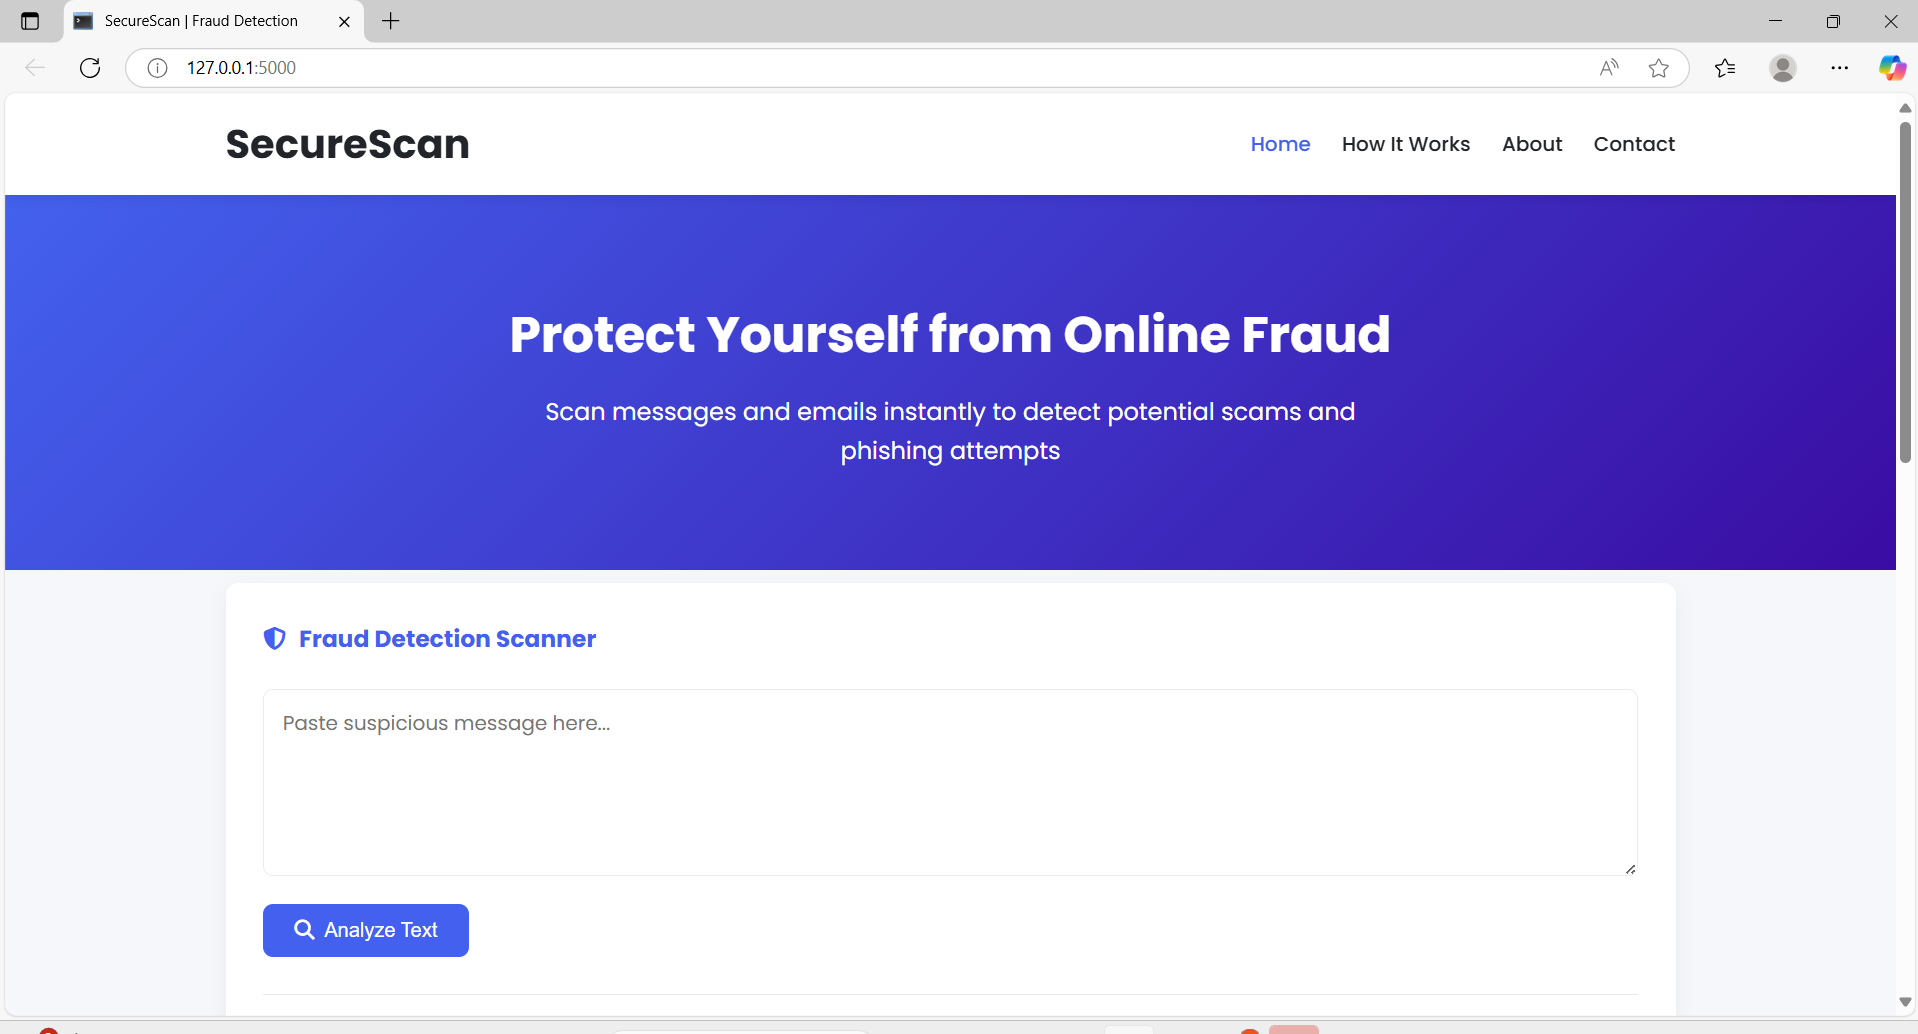 SecureScan | Fraud Detection
127.0.0.1:5000
SecureScan
Home How It Works About Contact
Protect Yourself from Online Fraud
Scan messages and emails instantly to detect potential scams and
phishing attempts
Fraud Detection Scanner
Paste suspicious message here...
Analyze Text